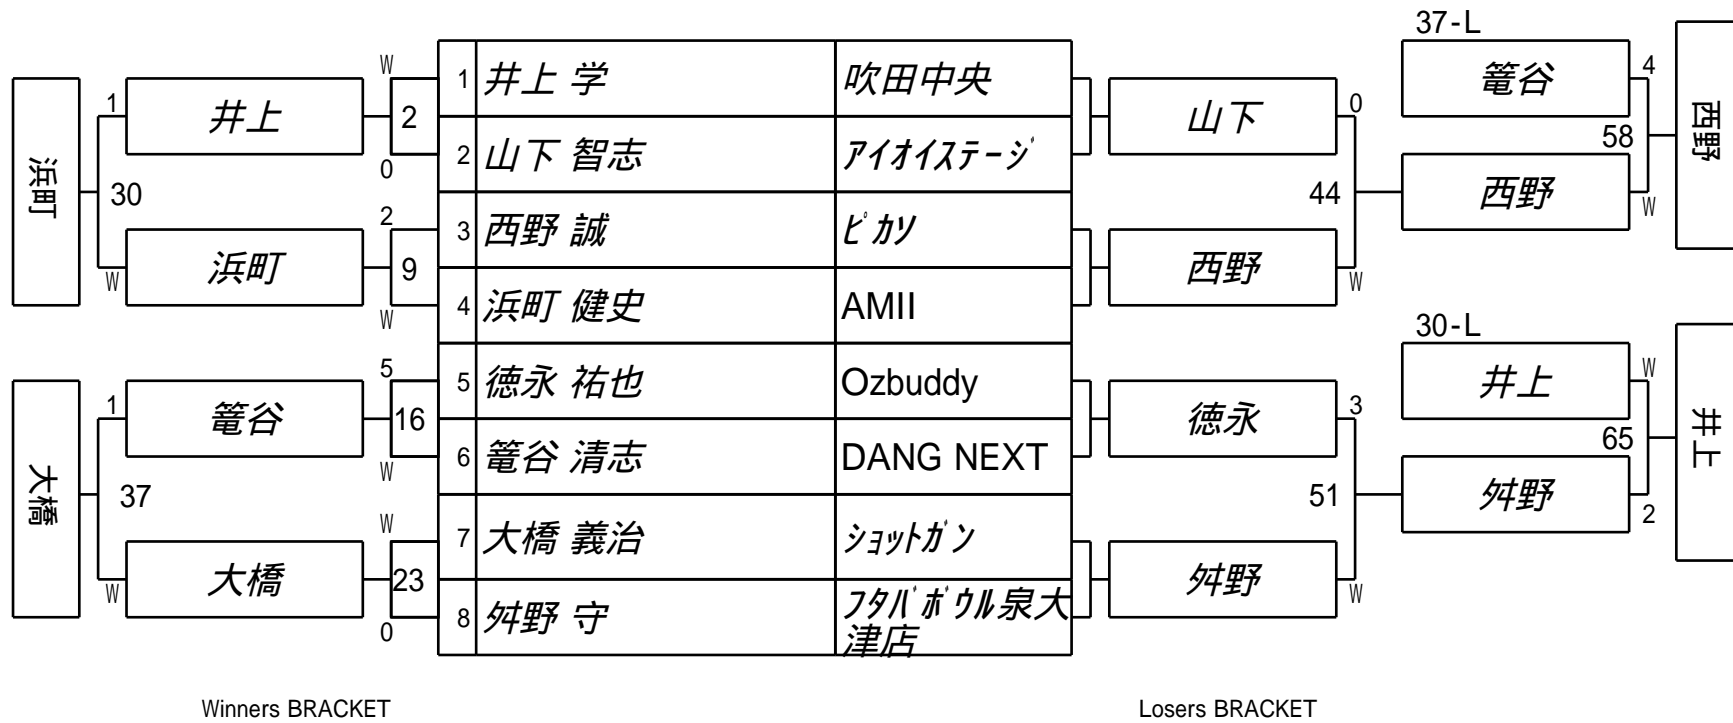 37-L
W
1 井上 学 吹田中央
篭谷 4
1 井上 2
山下 0
西野
58
0
2 山下 智志 アイオイステージ
浜町
30
44
西野 W
2
3 西野 誠 ピカソ
W 浜町 9
西野 W
W
4 浜町 健史 AMII
30-L
5
5 徳永 祐也 Ozbuddy
井上 W
1 篭谷 16
徳永 3
井上
65
W
6 篭谷 清志 DANG NEXT
大橋
37
51
舛野 2
W
7 大橋 義治 ショットガン
W 大橋 23
舛野 W
0
8 舛野 守 フタバボウル泉大
津店
Winners BRACKET
Losers BRACKET